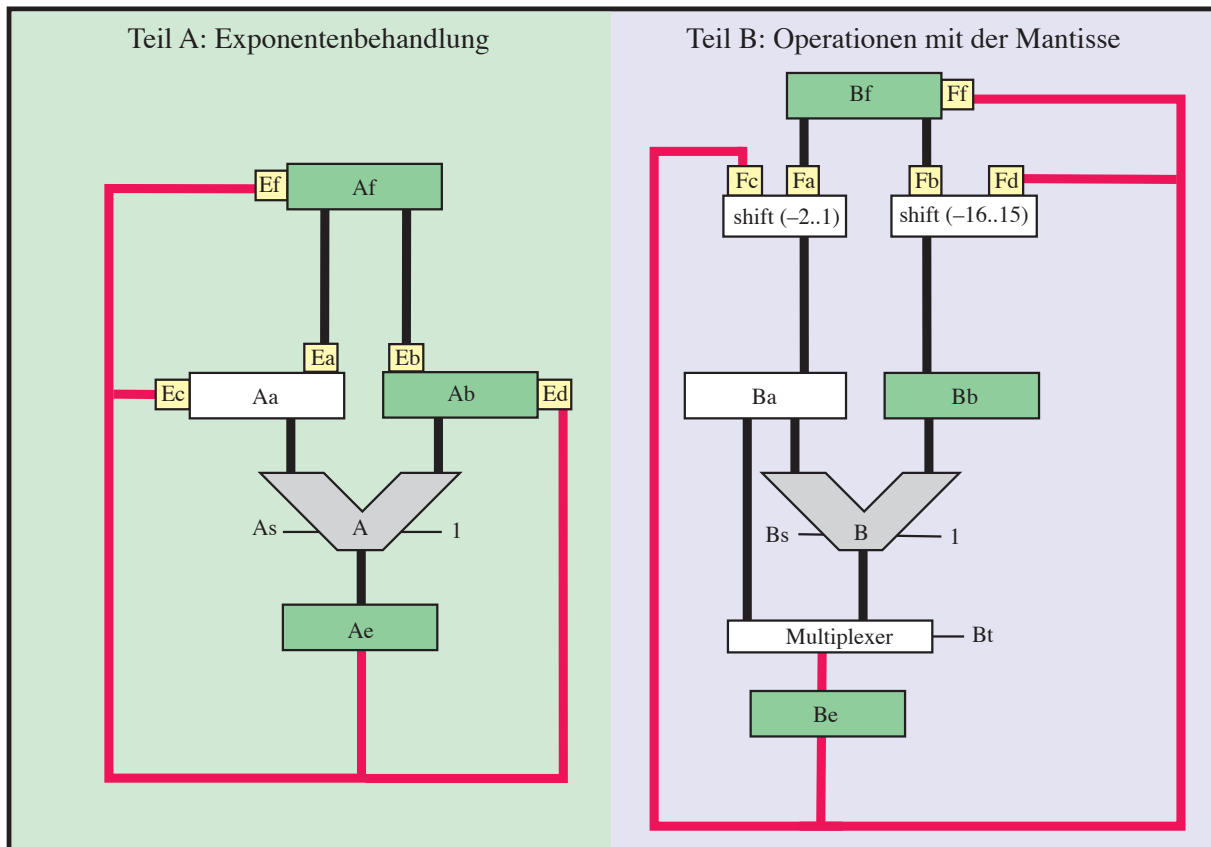 Teil A: Exponentenbehandlung
Ef
Af
Ea
Eb
Ec
Aa
Ab
Ed
As
A
1
Ae
Teil B: Operationen mit der Mantisse
Bf
Ff
Fc
Fa
Fb
Fd
shift (–2..1)
shift (–16..15)
Ba
Bb
Bs
B
1
Multiplexer
Bt
Be